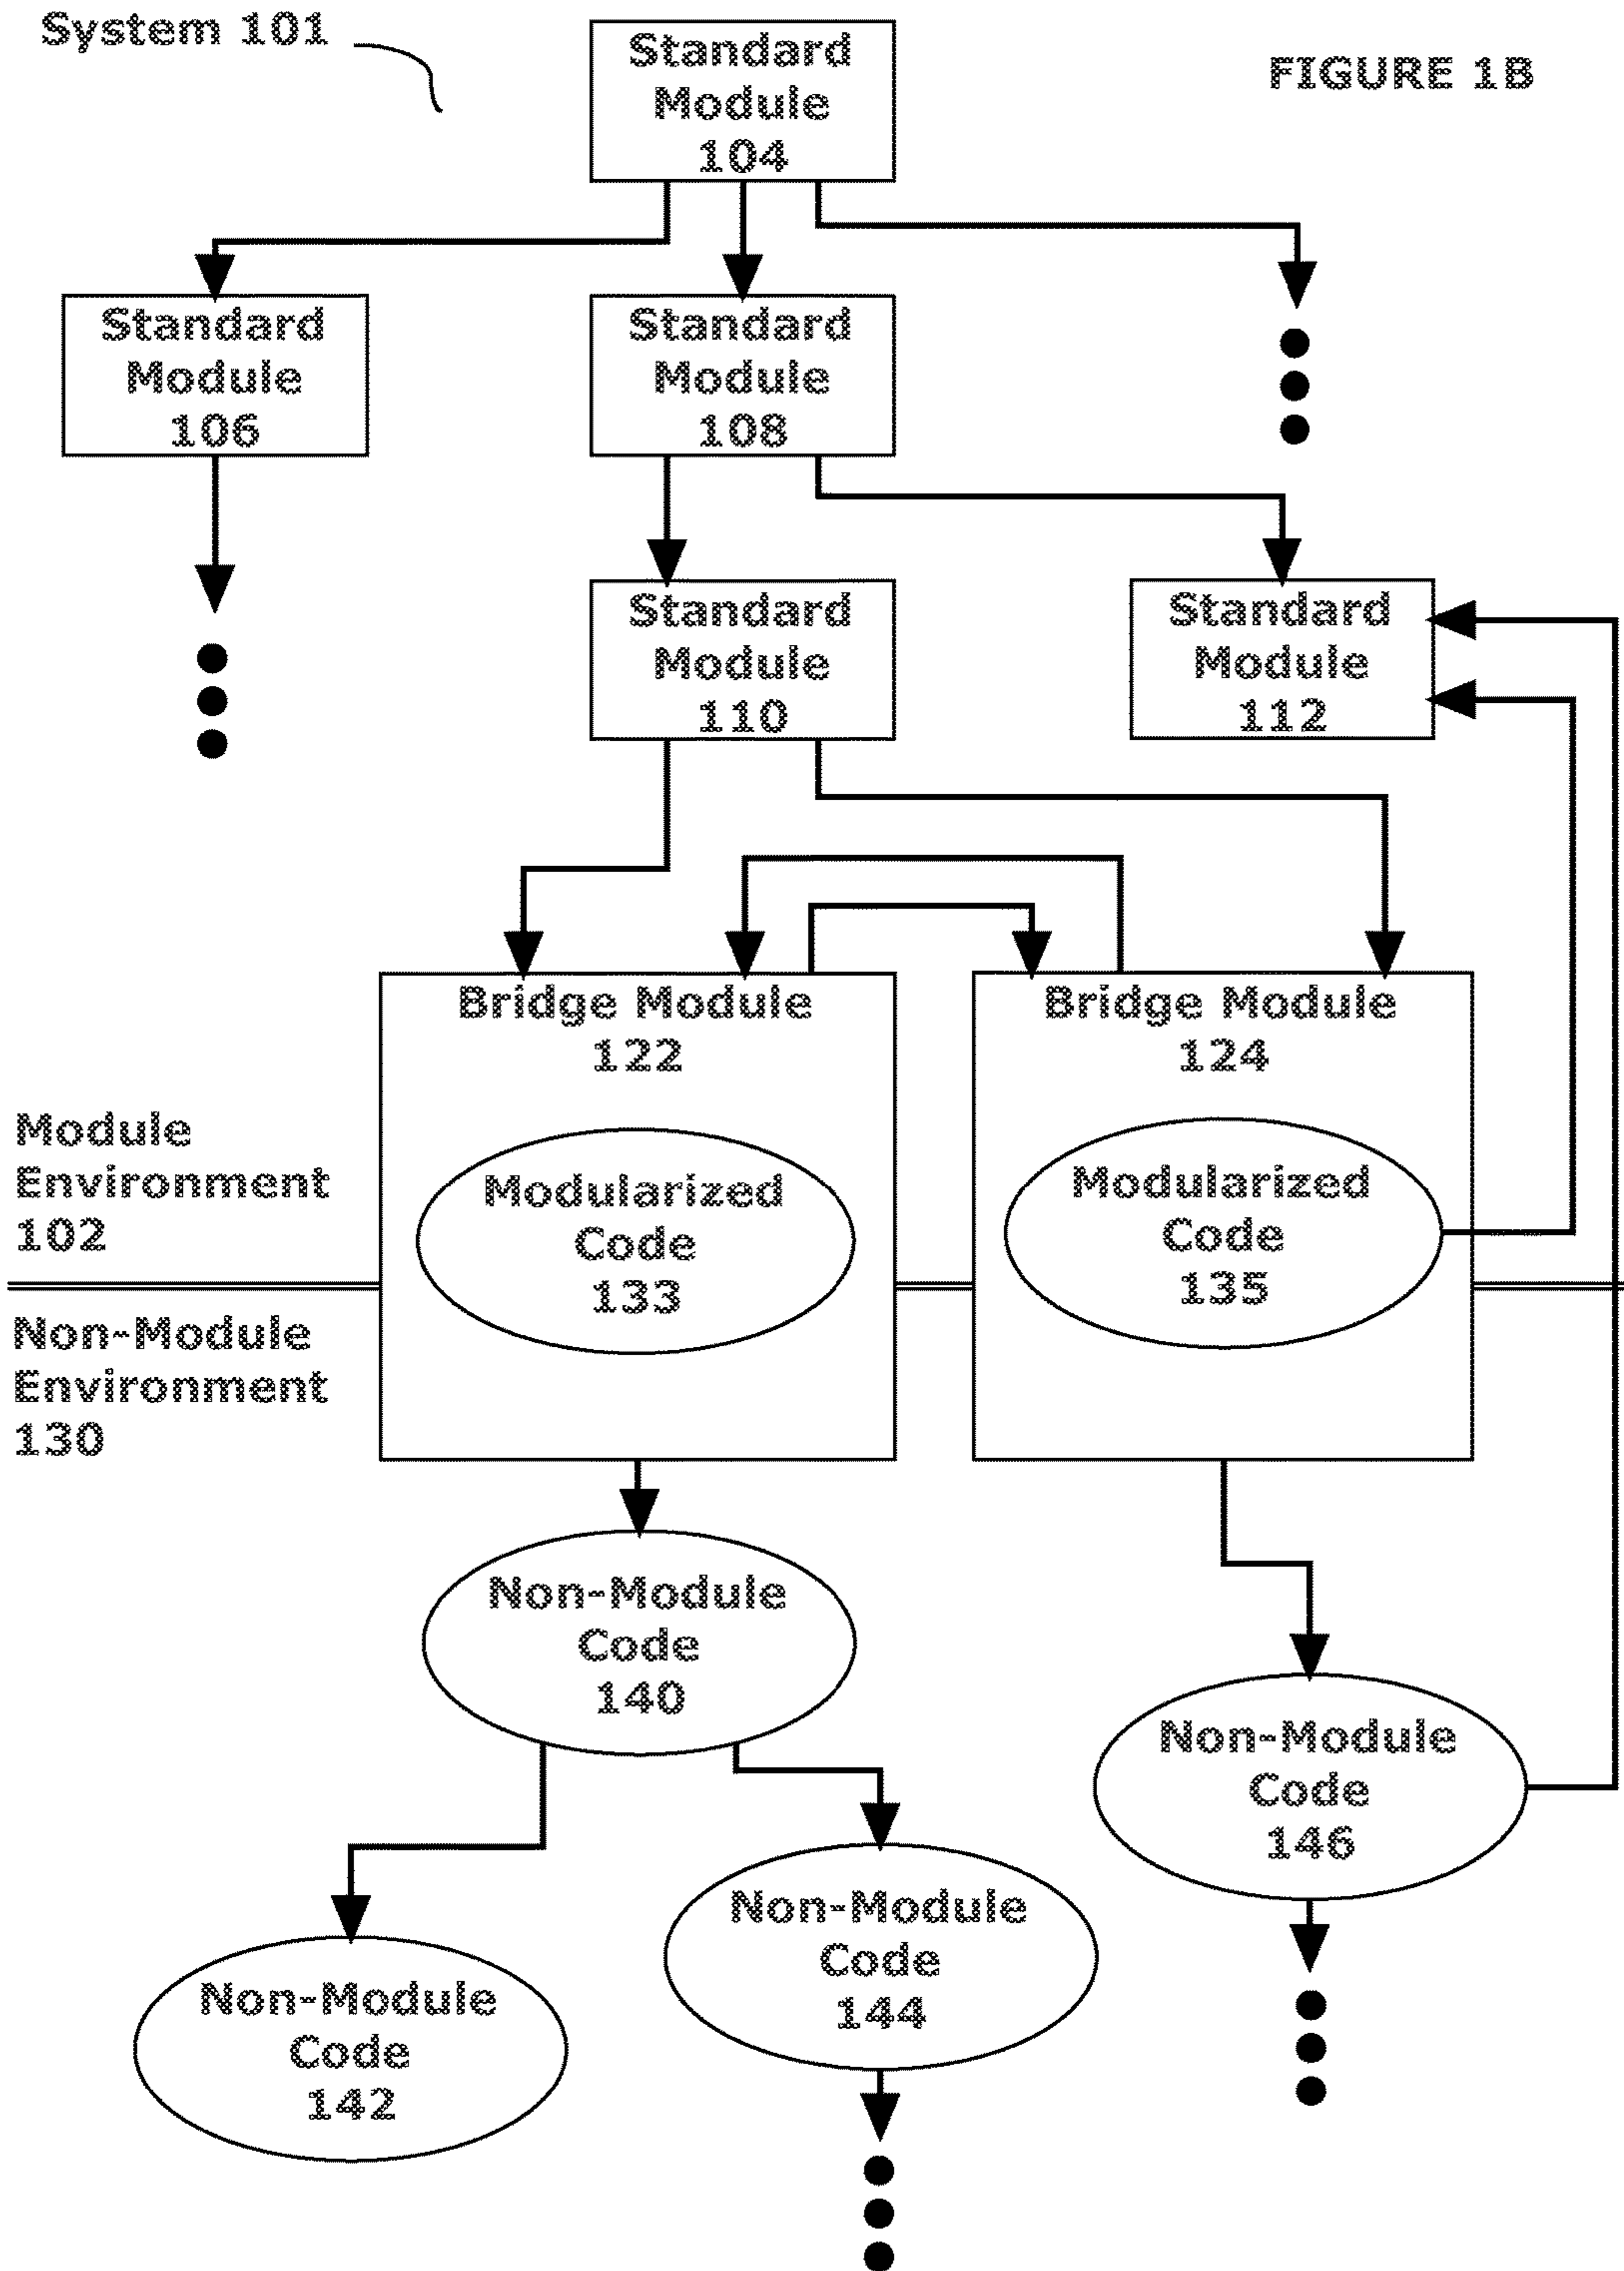 System 101
FIGURE 1B
Standard
Module
104
Standard
Module
106
Standard
Module
108
Standard
Module
110
Standard
Module
112
Bridge Module
122
Bridge Module
124
Modularized
Code
133
Modularized
Code
135
Module
Environment
102
Non-Module
Environment
130
Non-Module
Code
140
Non-Module
Code
146
Non-Module
Code
144
Non-Module
Code
142